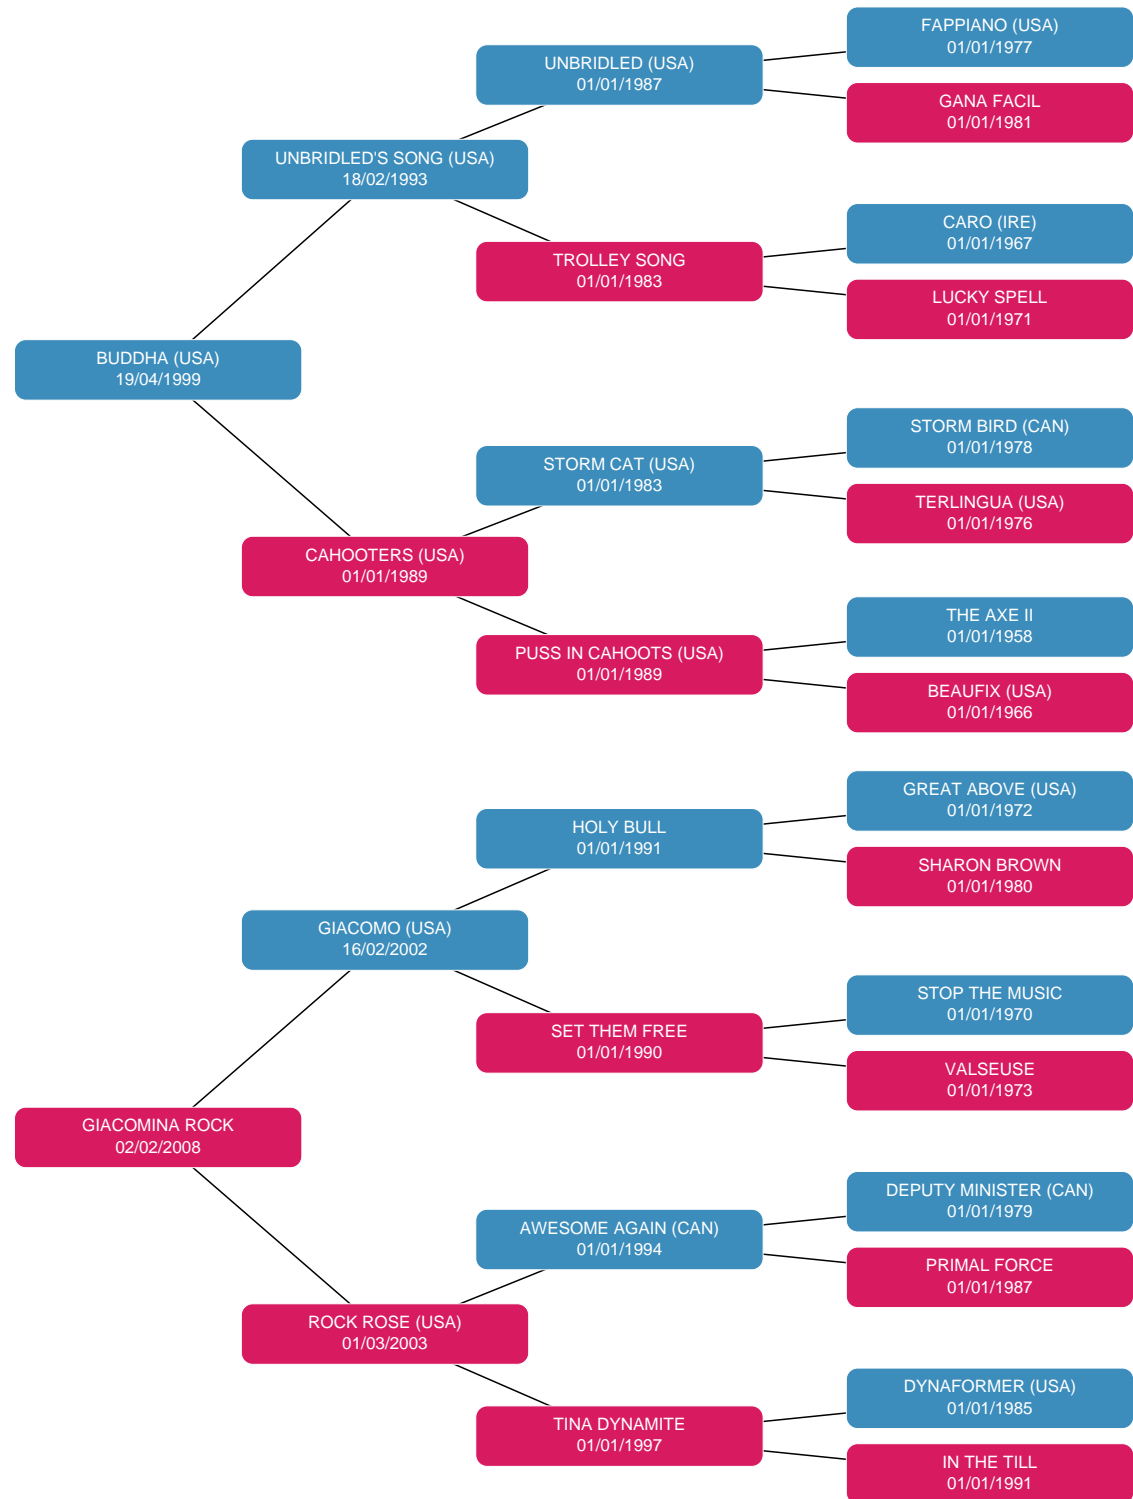 FAPPIANO (USA)
01/01/1977
UNBRIDLED (USA)
01/01/1987
GANA FACIL
01/01/1981
UNBRIDLED'S SONG (USA)
18/02/1993
CARO (IRE)
01/01/1967
TROLLEY SONG
01/01/1983
LUCKY SPELL
01/01/1971
BUDDHA (USA)
19/04/1999
STORM BIRD (CAN)
01/01/1978
STORM CAT (USA)
01/01/1983
TERLINGUA (USA)
01/01/1976
CAHOOTERS (USA)
01/01/1989
THE AXE II
01/01/1958
PUSS IN CAHOOTS (USA)
01/01/1989
BEAUFIX (USA)
01/01/1966
GREAT ABOVE (USA)
01/01/1972
HOLY BULL
01/01/1991
SHARON BROWN
01/01/1980
GIACOMO (USA)
16/02/2002
STOP THE MUSIC
01/01/1970
SET THEM FREE
01/01/1990
VALSEUSE
01/01/1973
GIACOMINA ROCK
02/02/2008
DEPUTY MINISTER (CAN)
01/01/1979
AWESOME AGAIN (CAN)
01/01/1994
PRIMAL FORCE
01/01/1987
ROCK ROSE (USA)
01/03/2003
DYNAFORMER (USA)
01/01/1985
TINA DYNAMITE
01/01/1997
IN THE TILL
01/01/1991